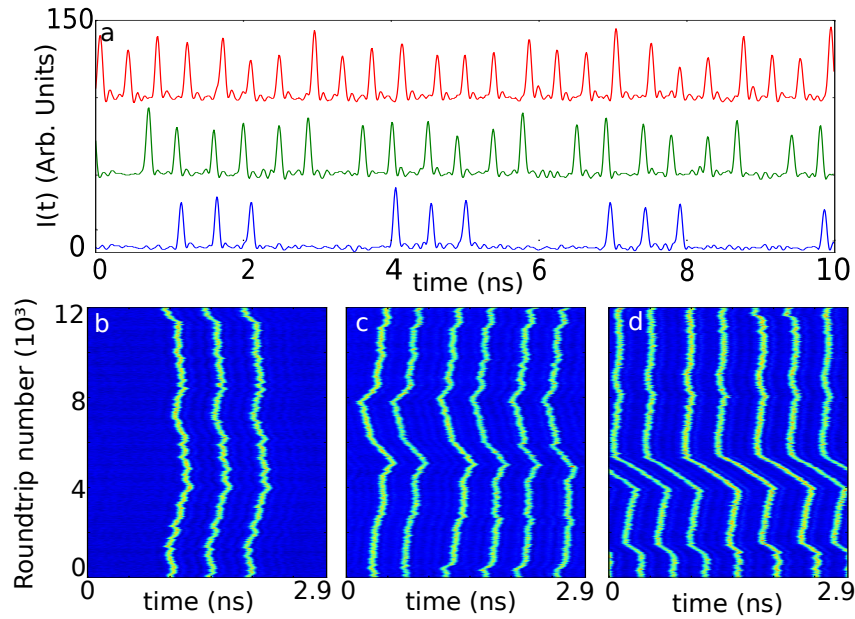 150
a
I(t) (Arb. Units)
0
0 2 4 6 8 10
time (ns)
b c d
Roundtrip number (10³)
12
8
4
0
0 time (ns) 2.9
0 time (ns) 2.9
0 time (ns) 2.9